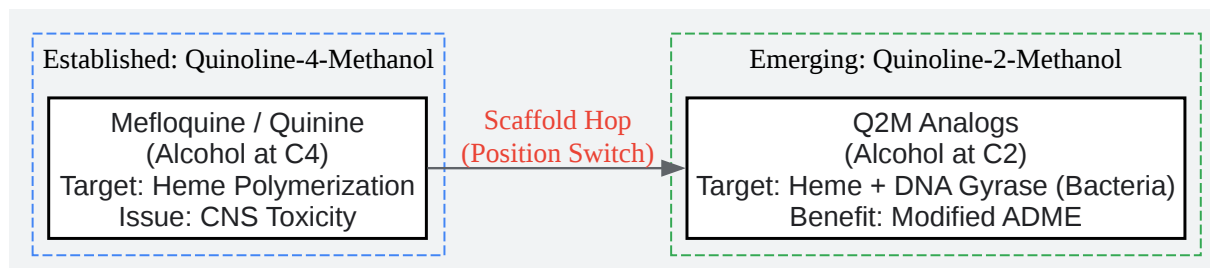 Established: Quinoline-4-Methanol
Mefloquine / Quinine
(Alcohol at C4)
Target: Heme Polymerization
Issue: CNS Toxicity
Scaffold Hop
(Position Switch)
Emerging: Quinoline-2-Methanol
Q2M Analogs
(Alcohol at C2)
Target: Heme + DNA Gyrase (Bacteria)
Benefit: Modified ADME